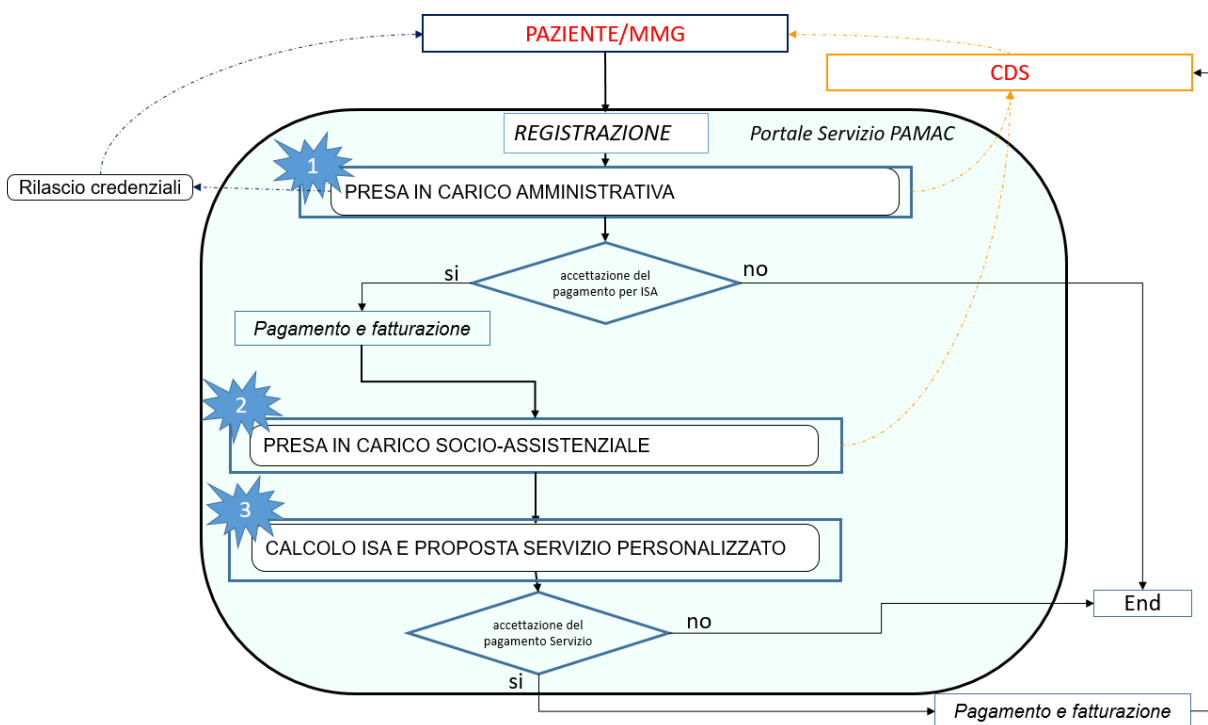 PAZIENTE/MMG
CDS
REGISTRAZIONE
Portale Servizio PAMAC
1
Rilascio credenziali
PRESA IN CARICO AMMINISTRATIVA
si
accettazione del
pagamento per ISA
no
Pagamento e fatturazione
2
PRESA IN CARICO SOCIO-ASSISTENZIALE
3
CALCOLO ISA E PROPOSTA SERVIZIO PERSONALIZZATO
End
accettazione del
pagamento Servizio
no
si
Pagamento e fatturazione